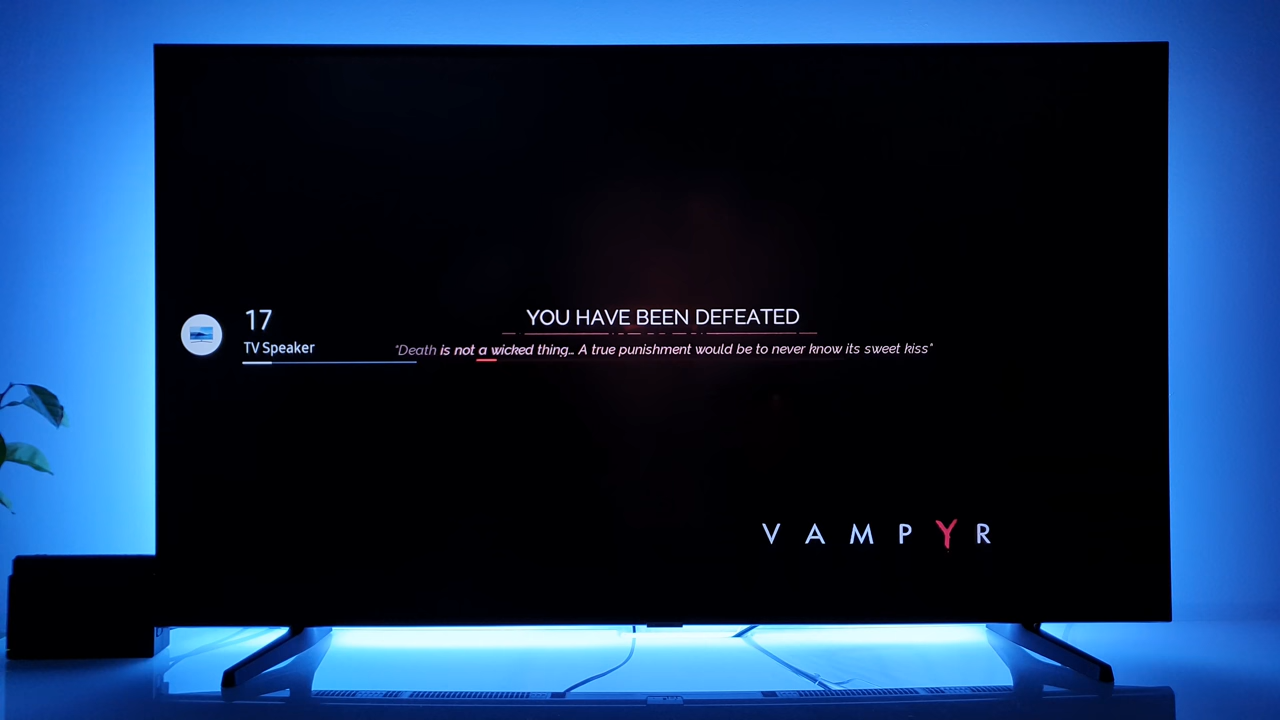 17
TV Speaker
YOU HAVE BEEN DEFEATED
"Death is not a wicked thing... A true punishment would be to never know its sweet kiss"
VAMPYR